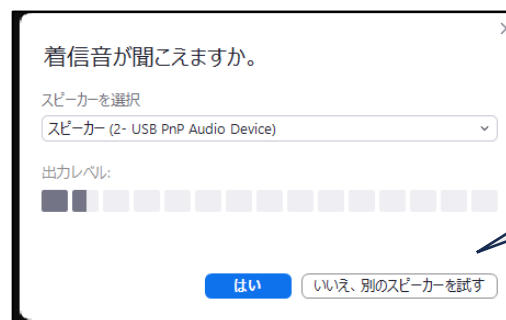 着信音が聞こえますか。
スピーカーを選択
スピーカー (2- USB PnP Audio Device)
出力レベル:
はい
いいえ、別のスピーカーを試す